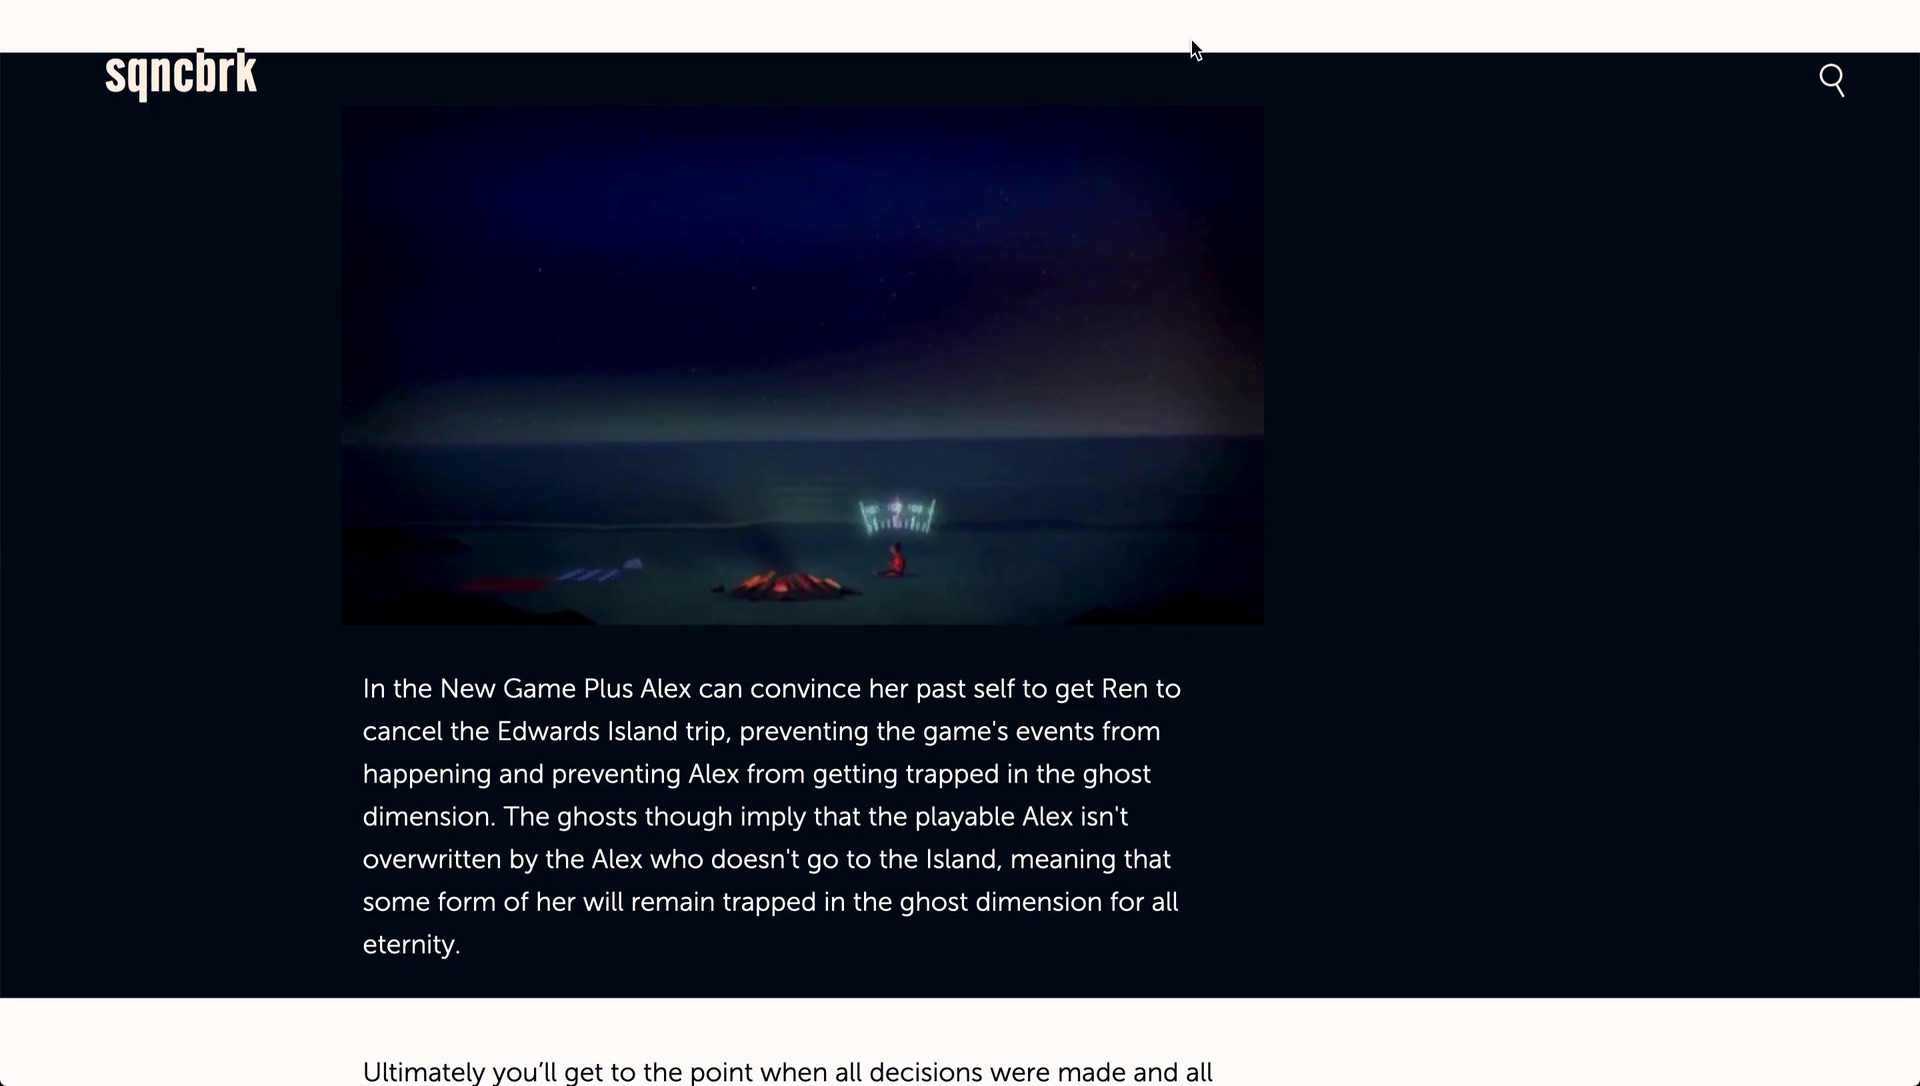 sqncbrk
In the New Game Plus Alex can convince her past self to get Ren to
cancel the Edwards Island trip, preventing the game's events from
happening and preventing Alex from getting trapped in the ghost
dimension. The ghosts though imply that the playable Alex isn't
overwritten by the Alex who doesn't go to the Island, meaning that
some form of her will remain trapped in the ghost dimension for all
eternity.
Ultimately you’ll get to the point when all decisions were made and all